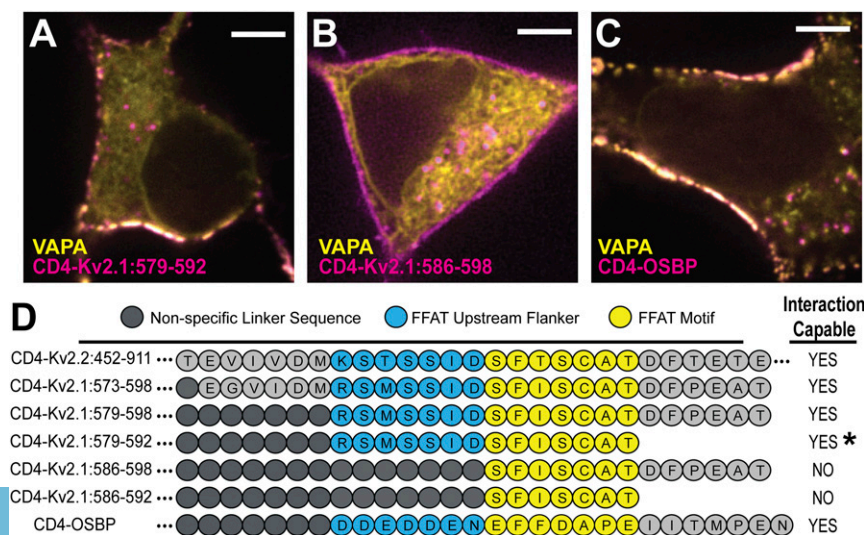 A
VAPA
CD4-Kv2.1:579-592
B
VAPA
CD4-Kv2.1:586-598
C
VAPA
CD4-OSBP
D
Non-specific Linker Sequence
FFAT Upstream Flanker
FFAT Motif
Interaction
Capable
CD4-Kv2.2:452-911 ••• T E V I V D M K S T S S I D S F T S C A T D F T E T E ••• YES
CD4-Kv2.1:573-598 ••• E G V I D M R S M S S I D S F I S C A T D F P E A T YES
CD4-Kv2.1:579-598 ••• R S M S S I D S F I S C A T D F P E A T YES
CD4-Kv2.1:579-592 ••• R S M S S I D S F I S C A T YES *
CD4-Kv2.1:586-598 ••• S F I S C A T D F P E A T NO
CD4-Kv2.1:586-592 ••• S F I S C A T NO
CD4-OSBP ••• D D E D D E N E F F D A P E I I T M P E N YES